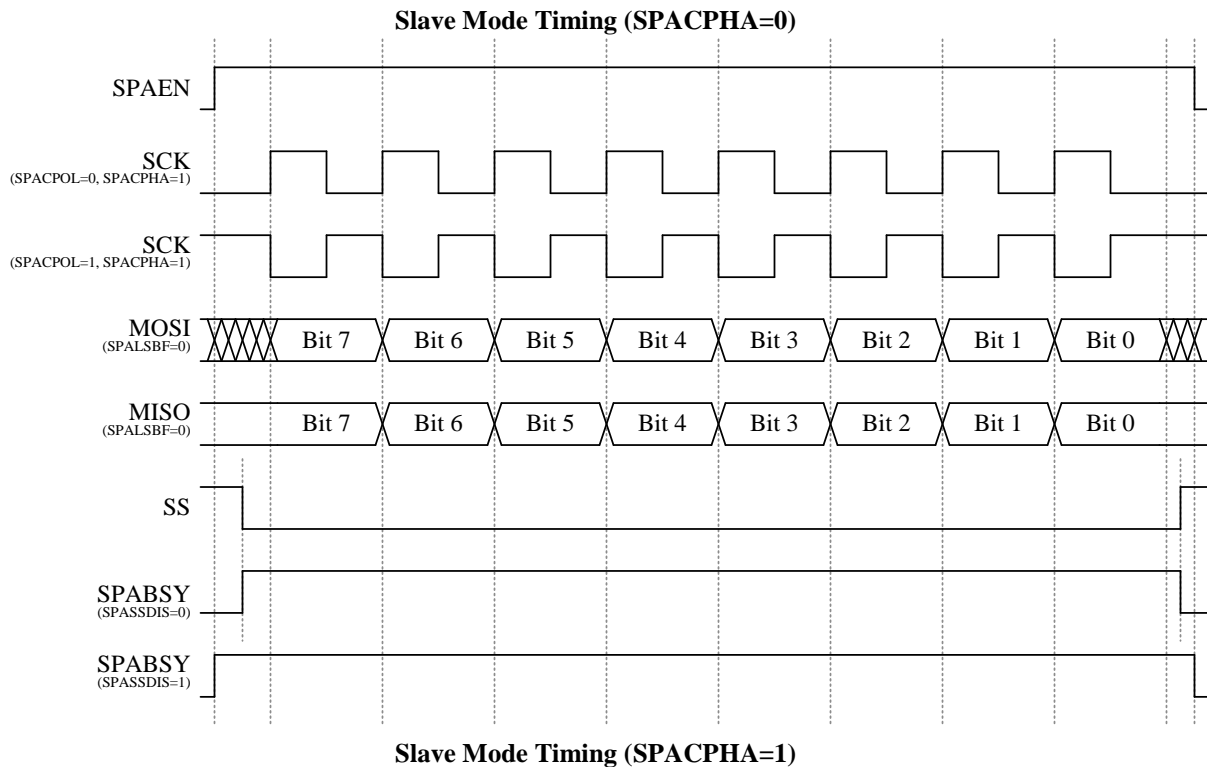 Slave Mode Timing (SPACPHA=0)
SPAEN
SCK
(SPACPOL=0, SPACPHA=1)
SCK
(SPACPOL=1, SPACPHA=1)
MOSI
(SPALSBF=0)
Bit 7 Bit 6 Bit 5 Bit 4 Bit 3 Bit 2 Bit 1 Bit 0
MISO
(SPALSBF=0)
Bit 7 Bit 6 Bit 5 Bit 4 Bit 3 Bit 2 Bit 1 Bit 0
SS
SPABSY
(SPASSDIS=0)
SPABSY
(SPASSDIS=1)
Slave Mode Timing (SPACPHA=1)